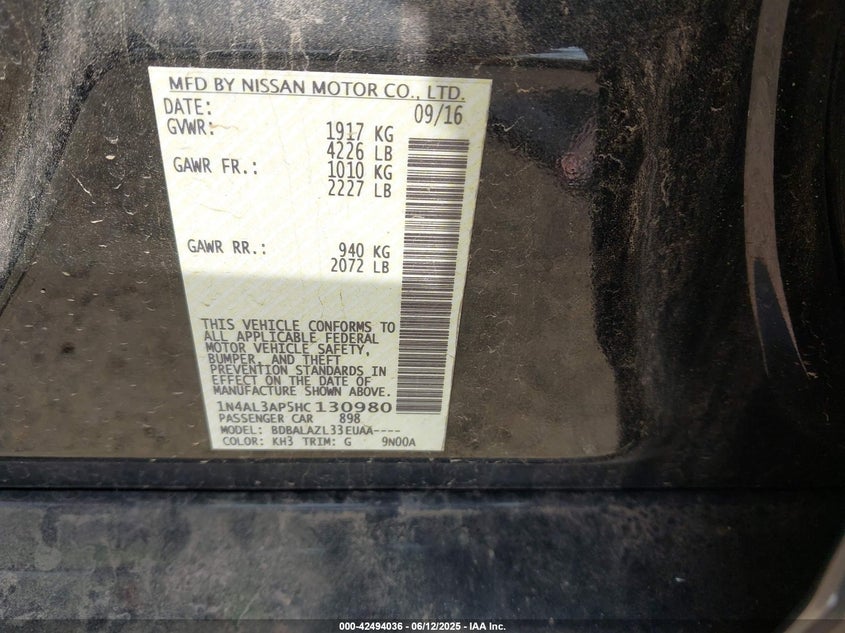 MFD BY NISSAN MOTOR CO., LTD.
DATE: 09/16
GVWR: 1917 KG
4226 LB
GAWR FR.: 1010 KG
2227 LB
GAWR RR.: 940 KG
2072 LB
THIS VEHICLE CONFORMS TO
ALL APPLICABLE FEDERAL
MOTOR VEHICLE SAFETY,
BUMPER, AND THEFT
PREVENTION STANDARDS IN
EFFECT ON THE DATE OF
MANUFACTURE SHOWN ABOVE.
1N4AL3AP5HC130980
PASSENGER CAR 898
MODEL: BDBALAZL33EUAA----
COLOR: KH3 TRIM: G 9N00A
000-42494036 - 06/12/2025 - IAA Inc.